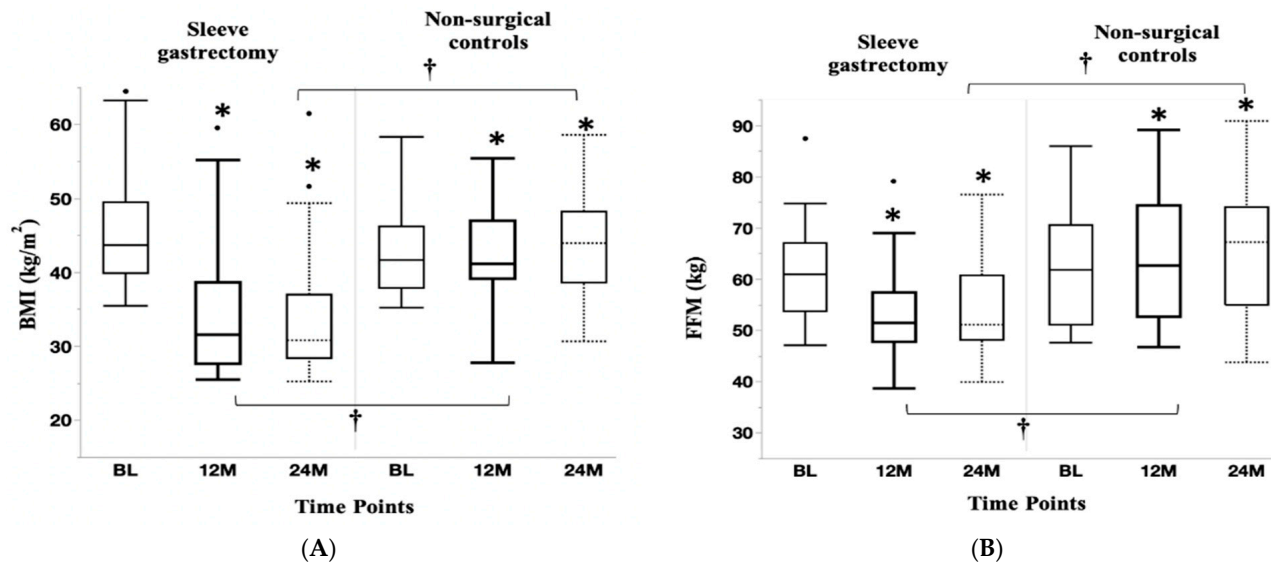 Sleeve gastrectomy
Non-surgical controls
†
BMI (kg/m²)
60
50
40
30
20
*
*
*
*
†
BL 12M 24M BL 12M 24M
Time Points
(A)
Sleeve gastrectomy
Non-surgical controls
†
FFM (kg)
90
80
70
60
50
40
30
*
*
*
*
†
BL 12M 24M BL 12M 24M
Time Points
(B)